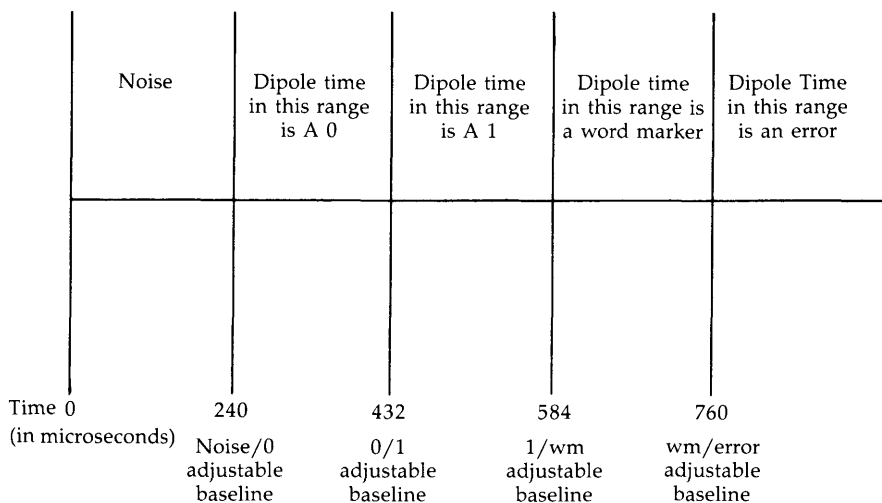 Noise
Dipole time
in this range
is A 0
Dipole time
in this range
is A 1
Dipole time
in this range is
a word marker
Dipole Time
in this range
is an error
Time 0
(in microseconds)
240
Noise/0
adjustable
baseline
432
0/1
adjustable
baseline
584
1/wm
adjustable
baseline
760
wm/error
adjustable
baseline